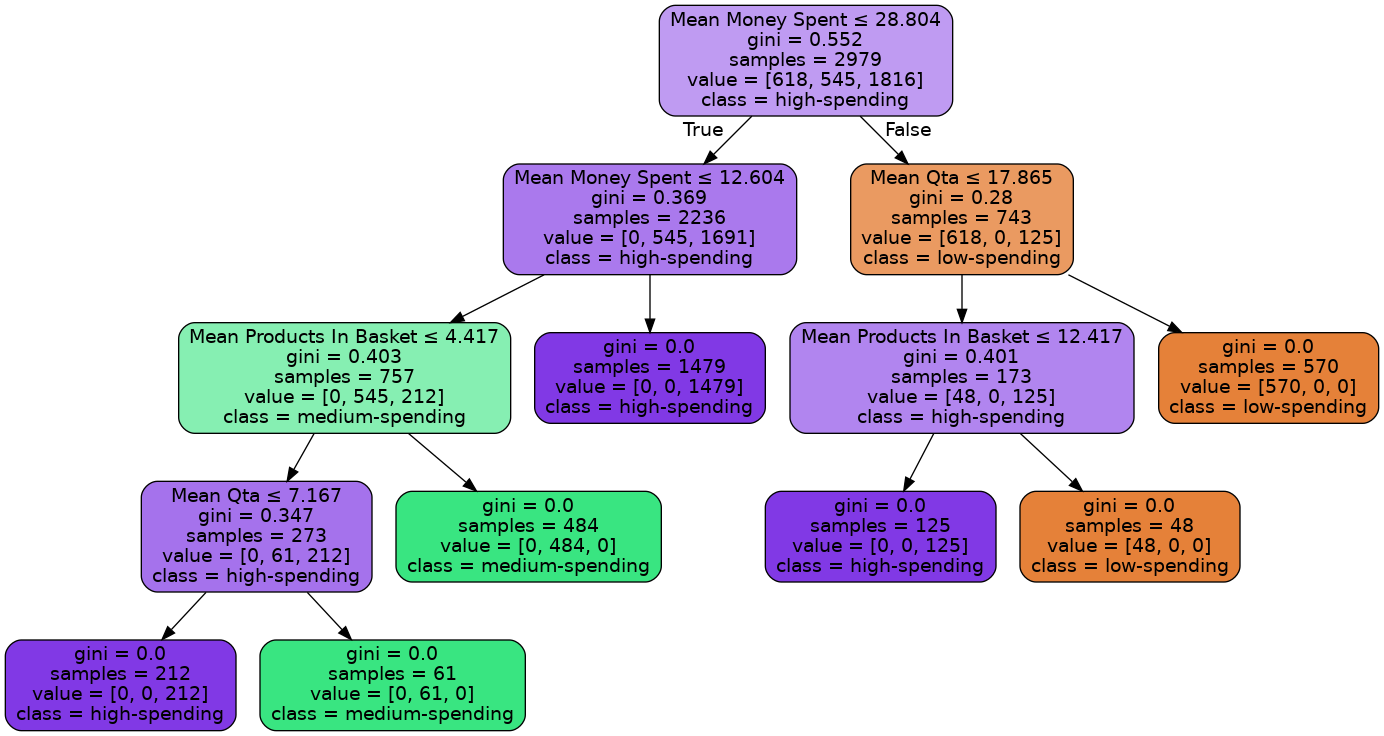 Mean Money Spent ≤ 28.804
gini = 0.552
samples = 2979
value = [618, 545, 1816]
class = high-spending
True
False
Mean Money Spent ≤ 12.604
gini = 0.369
samples = 2236
value = [0, 545, 1691]
class = high-spending
Mean Qta ≤ 17.865
gini = 0.28
samples = 743
value = [618, 0, 125]
class = low-spending
Mean Products In Basket ≤ 4.417
gini = 0.403
samples = 757
value = [0, 545, 212]
class = medium-spending
gini = 0.0
samples = 1479
value = [0, 0, 1479]
class = high-spending
Mean Products In Basket ≤ 12.417
gini = 0.401
samples = 173
value = [48, 0, 125]
class = high-spending
gini = 0.0
samples = 570
value = [570, 0, 0]
class = low-spending
Mean Qta ≤ 7.167
gini = 0.347
samples = 273
value = [0, 61, 212]
class = high-spending
gini = 0.0
samples = 484
value = [0, 484, 0]
class = medium-spending
gini = 0.0
samples = 125
value = [0, 0, 125]
class = high-spending
gini = 0.0
samples = 48
value = [48, 0, 0]
class = low-spending
gini = 0.0
samples = 212
value = [0, 0, 212]
class = high-spending
gini = 0.0
samples = 61
value = [0, 61, 0]
class = medium-spending